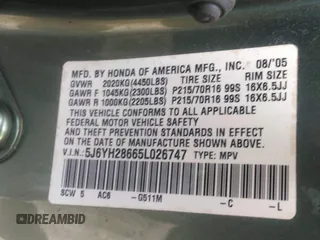 MFD. BY HONDA OF AMERICA MFG., INC. 08/'05
GVWR 2020KG(4450LBS) TIRE SIZE RIM SIZE
GAWR F 1045KG(2300LBS) P215/70R16 99S 16X6.5JJ
GAWR R 1000KG(2205LBS) P215/70R16 99S 16X6.5JJ
THIS VEHICLE CONFORMS TO ALL APPLICABLE
FEDERAL MOTOR VEHICLE SAFETY
STANDARDS IN EFFECT
ON THE DATE OF MANUFACTURE SHOWN ABOVE.
V.I.N.: 5J6YH28665L026747 TYPE: MPV
SCW 5 AC6 -G511M -C -L
DREAMBID